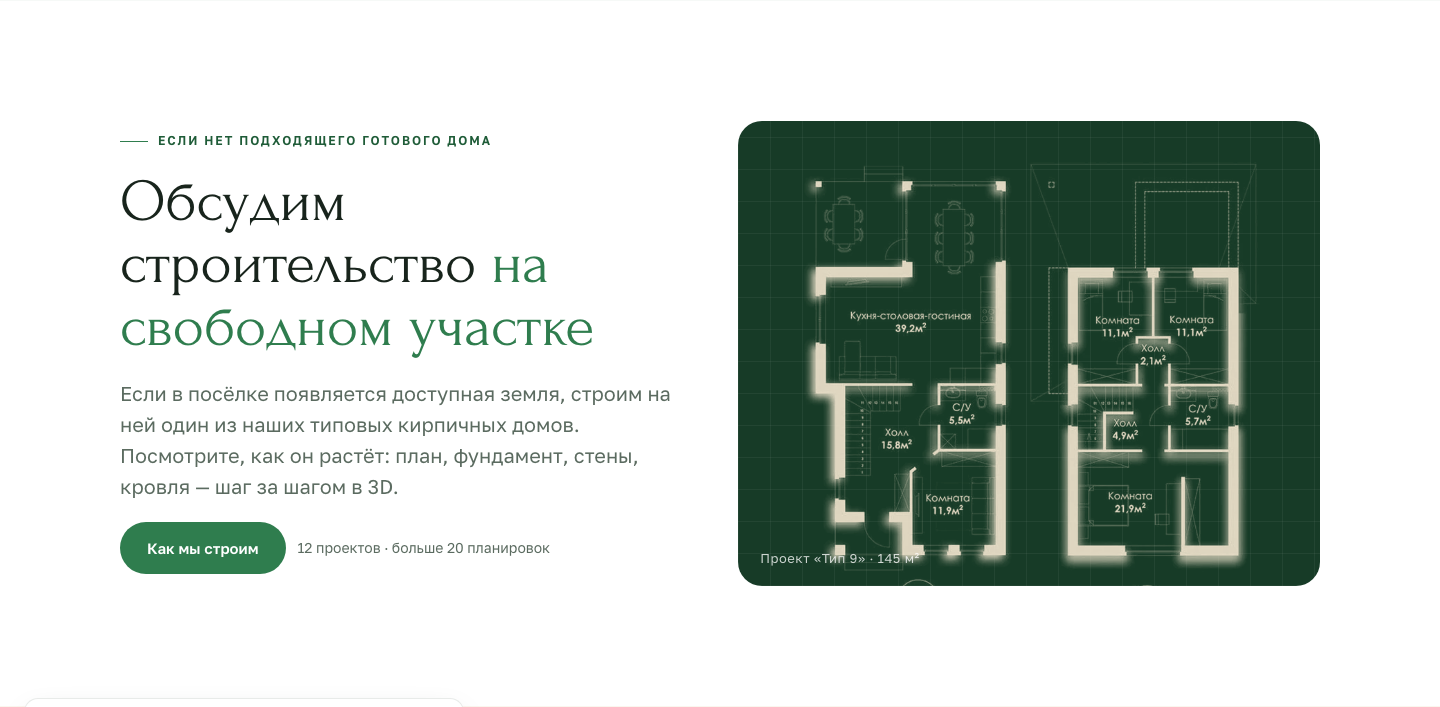 ЕСЛИ НЕТ ПОДХОДЯЩЕГО ГОТОВОГО ДОМА
Обсудим
строительство на
свободном участке
Если в посёлке появляется доступная земля, строим на
ней один из наших типовых кирпичных домов.
Посмотрите, как он растёт: план, фундамент, стены,
кровля — шаг за шагом в 3D.
Как мы строим
12 проектов · больше 20 планировок
Кухня-столовая-гостиная
39,2м²
С/У
5,5м²
Холл
15,8м²
Комната
11,9м²
Комната
11,1м²
Комната
11,1м²
Холл
2,1м²
Холл
4,9м²
С/У
5,7м²
Комната
21,9м²
Проект «Тип 9» · 145 м²